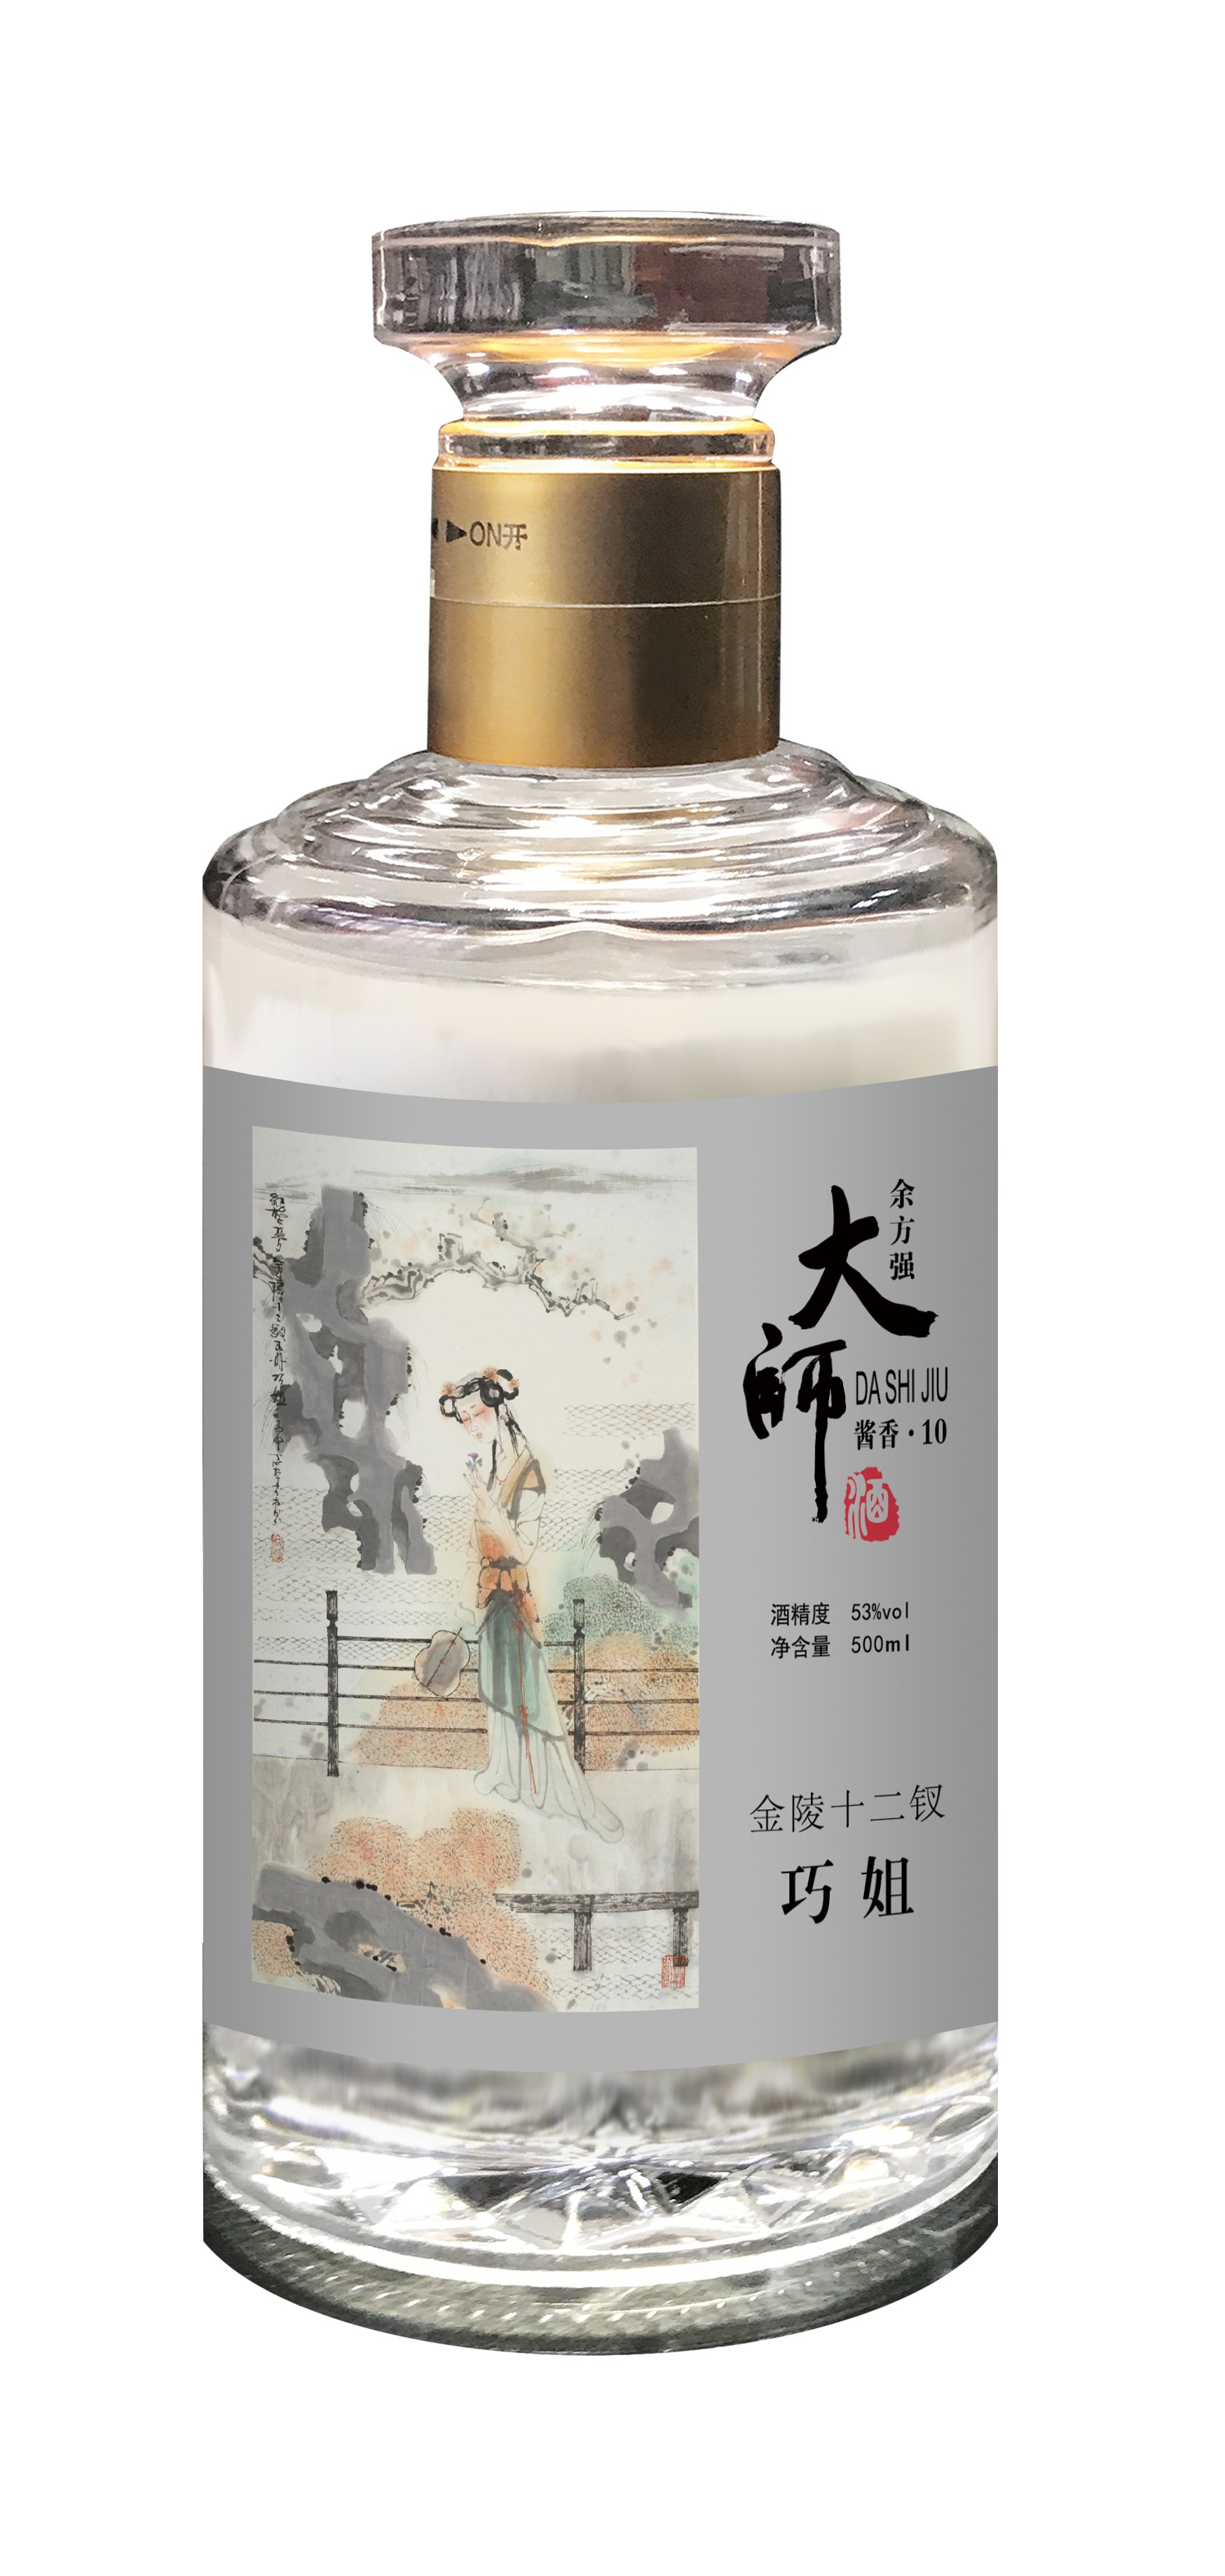 ON开
余方强
大師
DA SHI JIU
酱香·10
酒
酒精度 53%vol
净含量 500ml
金陵十二钗
巧姐